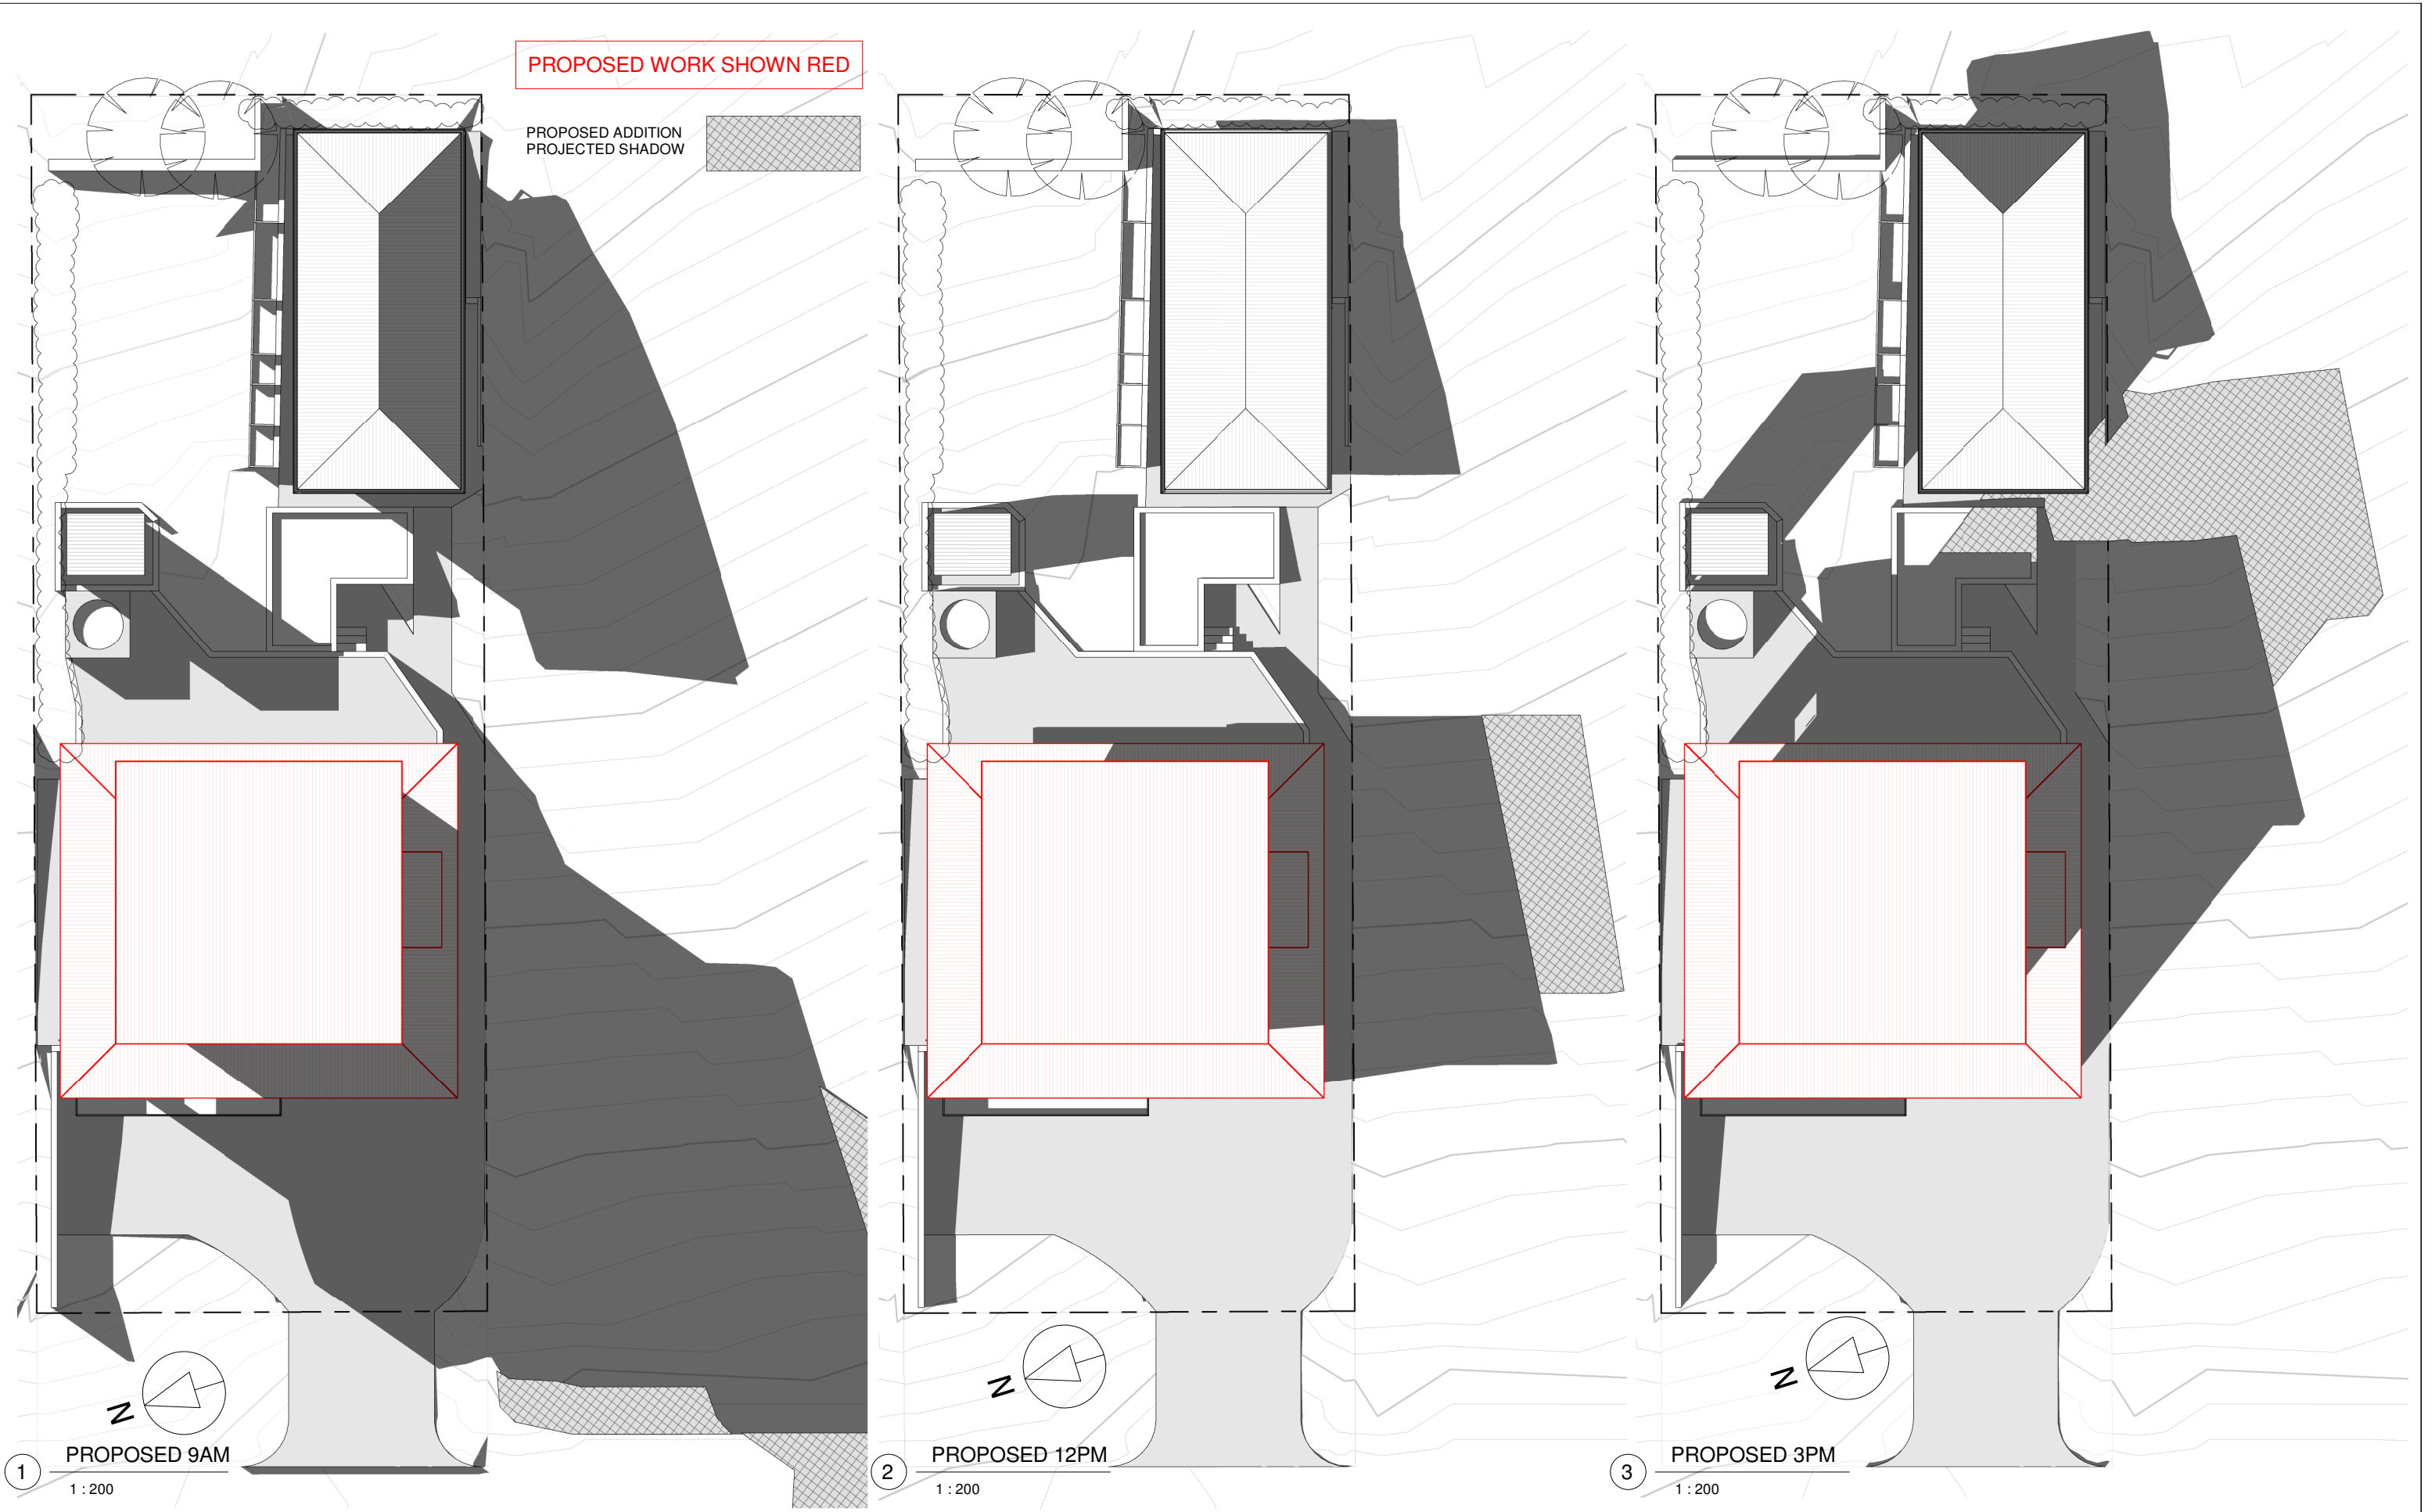 PROPOSED WORK SHOWN RED
PROPOSED ADDITION
PROJECTED SHADOW
N
1
PROPOSED 9AM
1 : 200
N
2
PROPOSED 12PM
1 : 200
N
3
PROPOSED 3PM
1 : 200